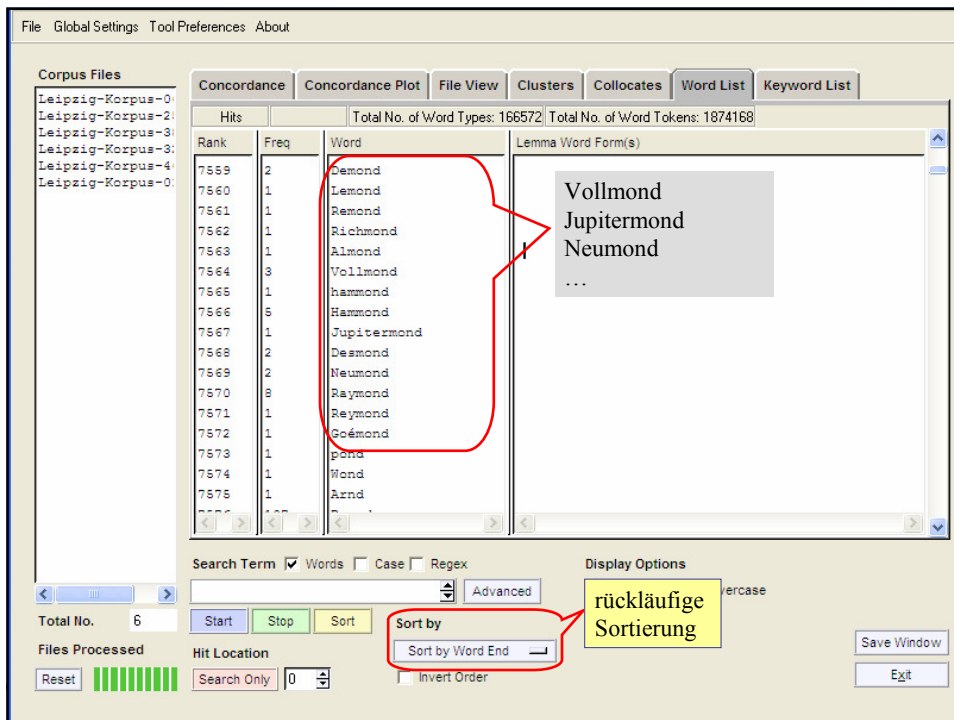 File Global Settings Tool Preferences About
Corpus Files
Leipzig-Korpus-0
Leipzig-Korpus-2
Leipzig-Korpus-3
Leipzig-Korpus-3
Leipzig-Korpus-4
Leipzig-Korpus-0
Concordance Concordance Plot File View Clusters Collocates Word List Keyword List
Hits Total No. of Word Types: 166572 Total No. of Word Tokens: 1874168
Rank Freq Word Lemma Word Form(s)
7559 2 Demond
7560 1 Lemond
7561 1 Remond
7562 1 Richmond
7563 1 Almond
7564 3 Vollmond
7565 1 hammond
7566 5 Hammond
7567 1 Jupitermond
7568 2 Desmond
7569 2 Neumond
7570 8 Raymond
7571 1 Reymond
7572 1 Goémond
7573 1 pond
7574 1 Wond
7575 1 Arnd
Vollmond
Jupitermond
Neumond
…
Search Term Words Case Regex
Advanced
Start Stop Sort
Hit Location
Search Only 0
Sort by
Sort by Word End
Invert Order
Display Options
rückläufige
Sortierung
Total No. 6
Files Processed
Reset
Save Window
Exit